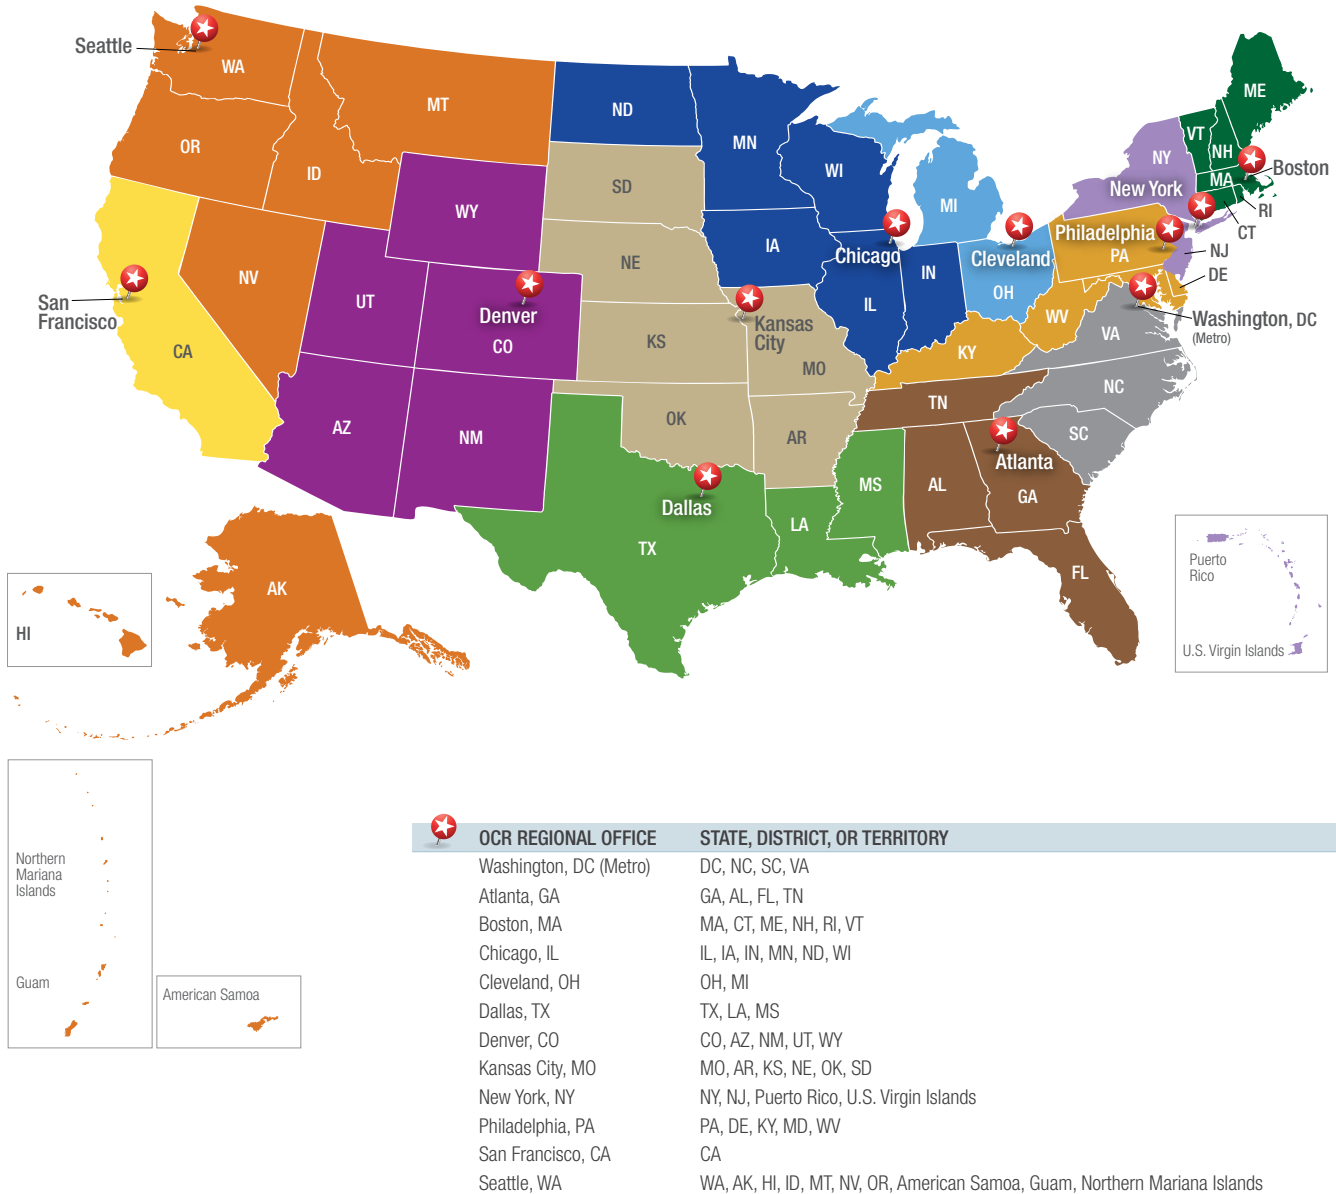 Seattle
WA
MT
ND
MN
ME
OR
ID
SD
WI
MI
VT
NH
NY
MA
Boston
WY
New York
RI
CT
NV
UT
NE
IA
Chicago
Cleveland
Philadelphia
PA
NJ
DE
San
Francisco
Denver
CO
KS
Kansas
City
IL
IN
OH
WV
VA
Washington, DC
(Metro)
CA
MO
KY
NC
AZ
NM
OK
AR
TN
SC
Dallas
TX
LA
MS
AL
Atlanta
GA
FL
AK
HI
Puerto
Rico
U.S. Virgin Islands
Northern
Mariana
Islands
Guam
American Samoa
OCR REGIONAL OFFICE STATE, DISTRICT, OR TERRITORY
Washington, DC (Metro) DC, NC, SC, VA
Atlanta, GA GA, AL, FL, TN
Boston, MA MA, CT, ME, NH, RI, VT
Chicago, IL IL, IA, IN, MN, ND, WI
Cleveland, OH OH, MI
Dallas, TX TX, LA, MS
Denver, CO CO, AZ, NM, UT, WY
Kansas City, MO MO, AR, KS, NE, OK, SD
New York, NY NY, NJ, Puerto Rico, U.S. Virgin Islands
Philadelphia, PA PA, DE, KY, MD, WV
San Francisco, CA CA
Seattle, WA WA, AK, HI, ID, MT, NV, OR, American Samoa, Guam, Northern Mariana Islands